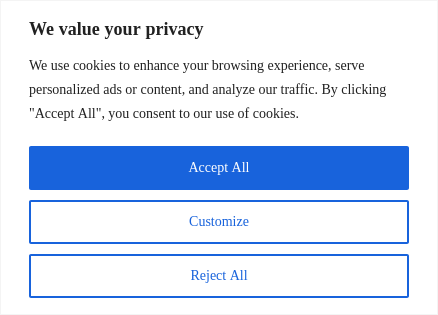 We value your privacy
We use cookies to enhance your browsing experience, serve
personalized ads or content, and analyze our traffic. By clicking
"Accept All", you consent to our use of cookies.
Accept All
Customize
Reject All